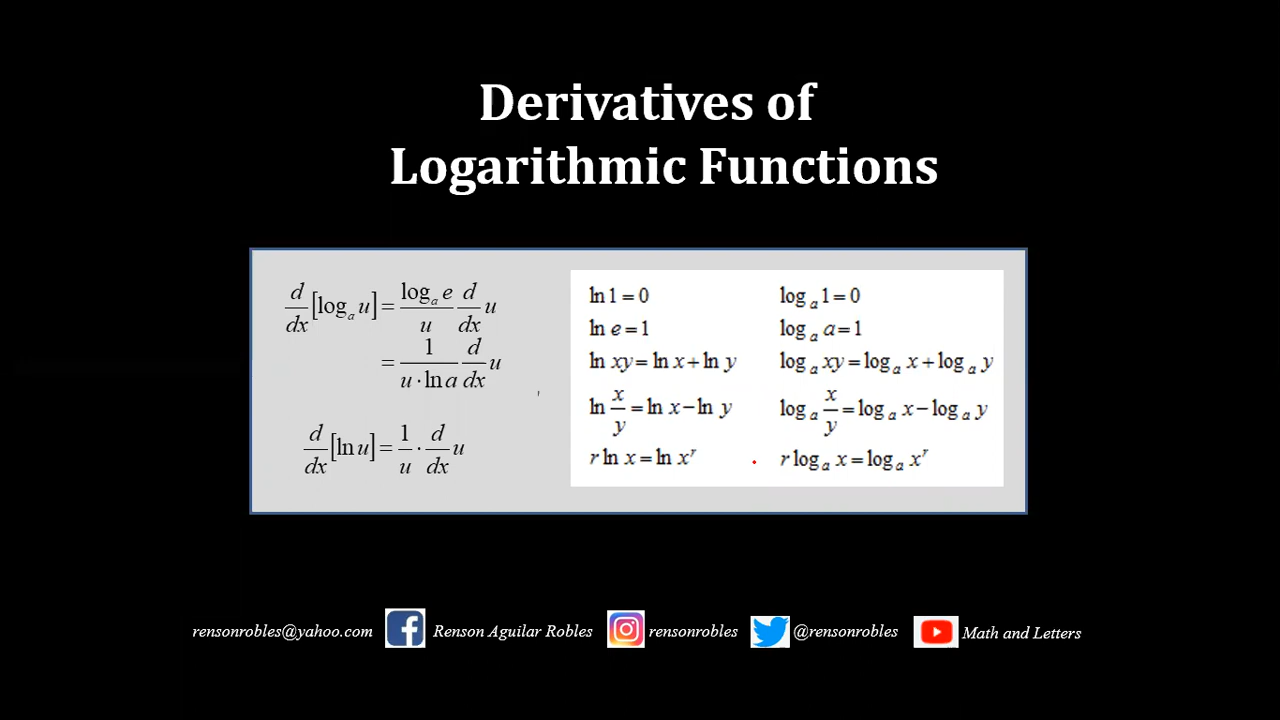 Derivatives of
Logarithmic Functions
d/dx [log_a u] = log_a e / u d/dx u
= 1 / u · ln a d/dx u
d/dx [ln u] = 1/u · d/dx u
ln 1 = 0
ln e = 1
ln xy = ln x + ln y
ln x/y = ln x − ln y
r ln x = ln x^r
log_a 1 = 0
log_a a = 1
log_a xy = log_a x + log_a y
log_a x/y = log_a x − log_a y
r log_a x = log_a x^r
rensonrobles@yahoo.com Renson Aguilar Robles rensonrobles @rensonrobles Math and Letters